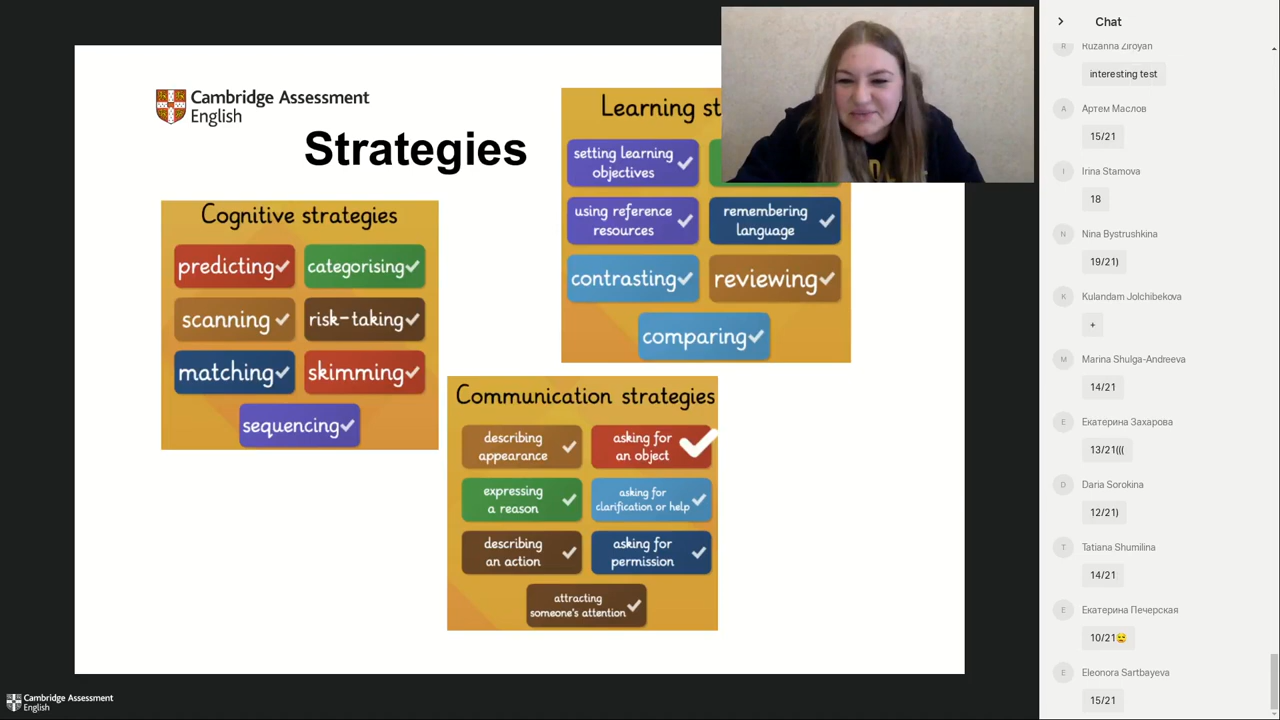 Cambridge Assessment
English
Strategies
Cognitive strategies
predicting
categorising
scanning
risk-taking
matching
skimming
sequencing
Learning
setting learning
objectives
using reference
resources
remembering
language
contrasting
reviewing
comparing
Communication strategies
describing
appearance
asking for
an object
expressing
a reason
asking for
clarification or help
describing
an action
asking for
permission
attracting
someone's attention
Cambridge Assessment
English
Chat
R
Ruzanna Ziroyan
interesting test
A
Артем Маслов
15/21
I
Irina Stamova
18
N
Nina Bystrushkina
19/21)
K
Kulandam Jolchibekova
+
M
Marina Shulga-Andreeva
14/21
E
Екатерина Захарова
13/21(((
D
Daria Sorokina
12/21)
T
Tatiana Shumilina
14/21
E
Екатерина Печерская
10/21
E
Eleonora Sartbayeva
15/21